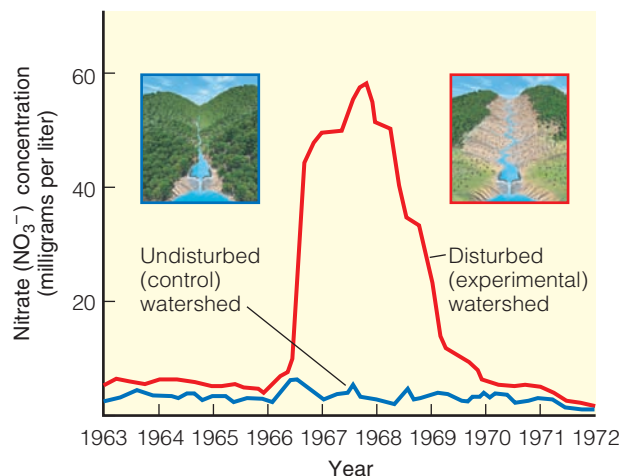 Nitrate (NO₃⁻) concentration
(milligrams per liter)
60
40
20
Undisturbed
(control)
watershed
Disturbed
(experimental)
watershed
1963 1964 1965 1966 1967 1968 1969 1970 1971 1972
Year